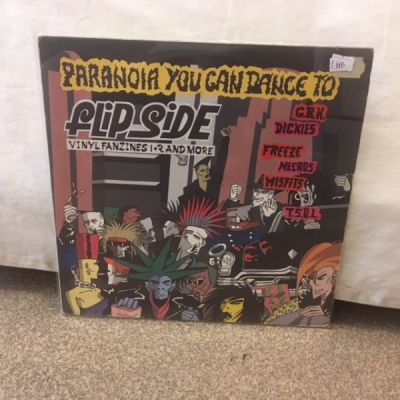 PARANOIA YOU CAN DANCE TO
FLIPSIDE
VINYL FANZINES 1+2 AND MORE
G.B.H.
DICKIES
FREEZE
NECROS
MISFITS
T.S.O.L.